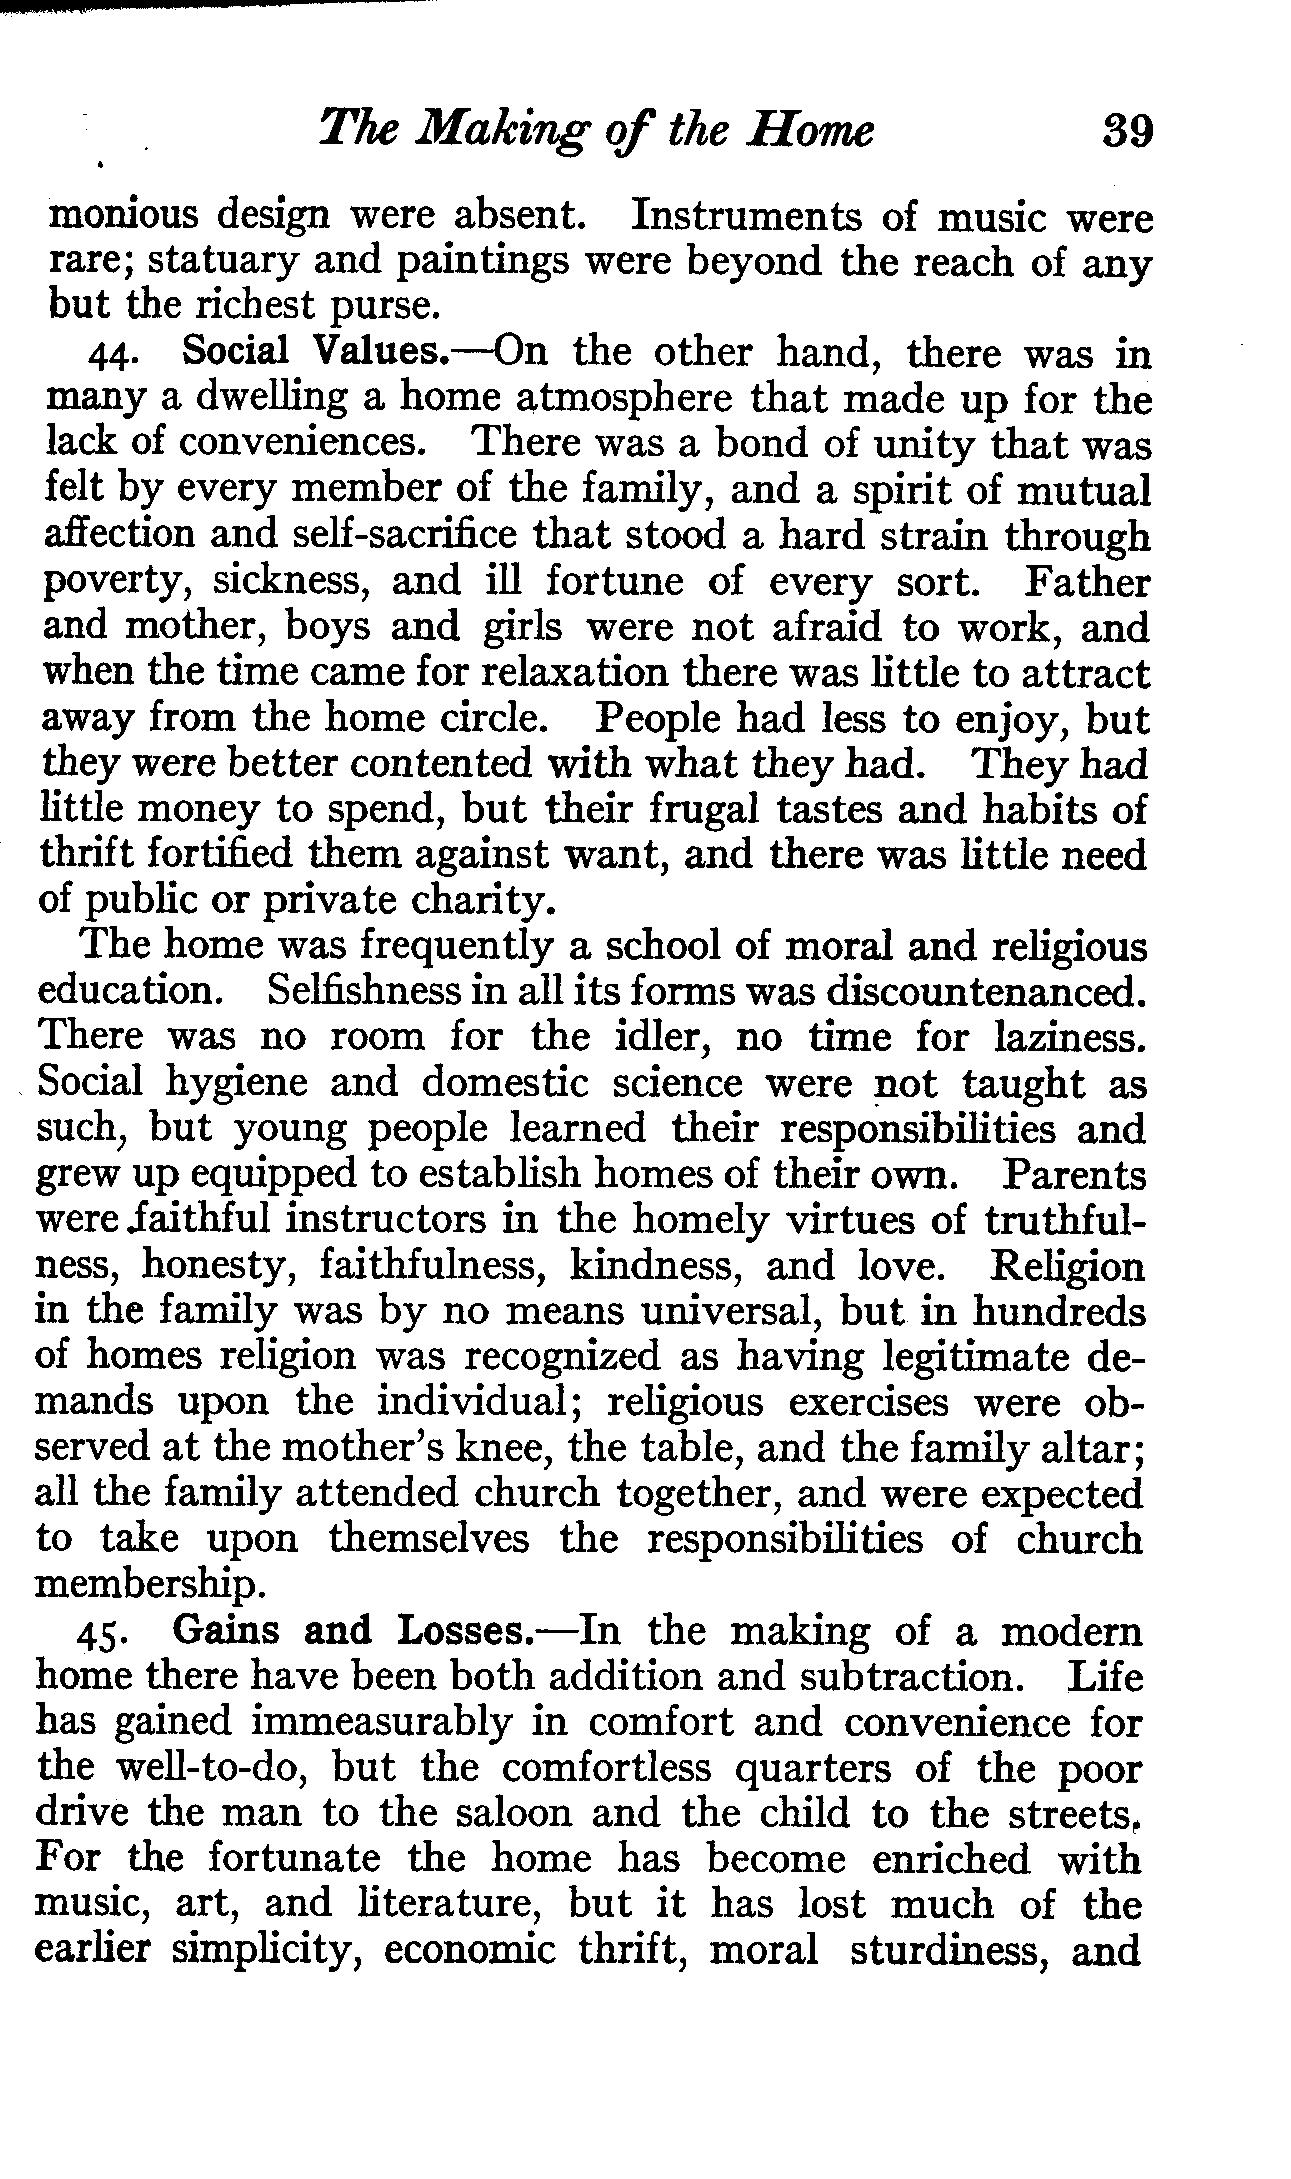 The Making of the Home 39
monious design were absent. Instruments of music were
rare; statuary and paintings were beyond the reach of any
but the richest purse.
44. Social Values.—On the other hand, there was in
many a dwelling a home atmosphere that made up for the
lack of conveniences. There was a bond of unity that was
felt by every member of the family, and a spirit of mutual
affection and self-sacrifice that stood a hard strain through
poverty, sickness, and ill fortune of every sort. Father
and mother, boys and girls were not afraid to work, and
when the time came for relaxation there was little to attract
away from the home circle. People had less to enjoy, but
they were better contented with what they had. They had
little money to spend, but their frugal tastes and habits of
thrift fortified them against want, and there was little need
of public or private charity.
The home was frequently a school of moral and religious
education. Selfishness in all its forms was discountenanced.
There was no room for the idler, no time for laziness.
Social hygiene and domestic science were not taught as
such, but young people learned their responsibilities and
grew up equipped to establish homes of their own. Parents
were faithful instructors in the homely virtues of truthful-
ness, honesty, faithfulness, kindness, and love. Religion
in the family was by no means universal, but in hundreds
of homes religion was recognized as having legitimate de-
mands upon the individual; religious exercises were ob-
served at the mother's knee, the table, and the family altar;
all the family attended church together, and were expected
to take upon themselves the responsibilities of church
membership.
45. Gains and Losses.—In the making of a modern
home there have been both addition and subtraction. Life
has gained immeasurably in comfort and convenience for
the well-to-do, but the comfortless quarters of the poor
drive the man to the saloon and the child to the streets.
For the fortunate the home has become enriched with
music, art, and literature, but it has lost much of the
earlier simplicity, economic thrift, moral sturdiness, and